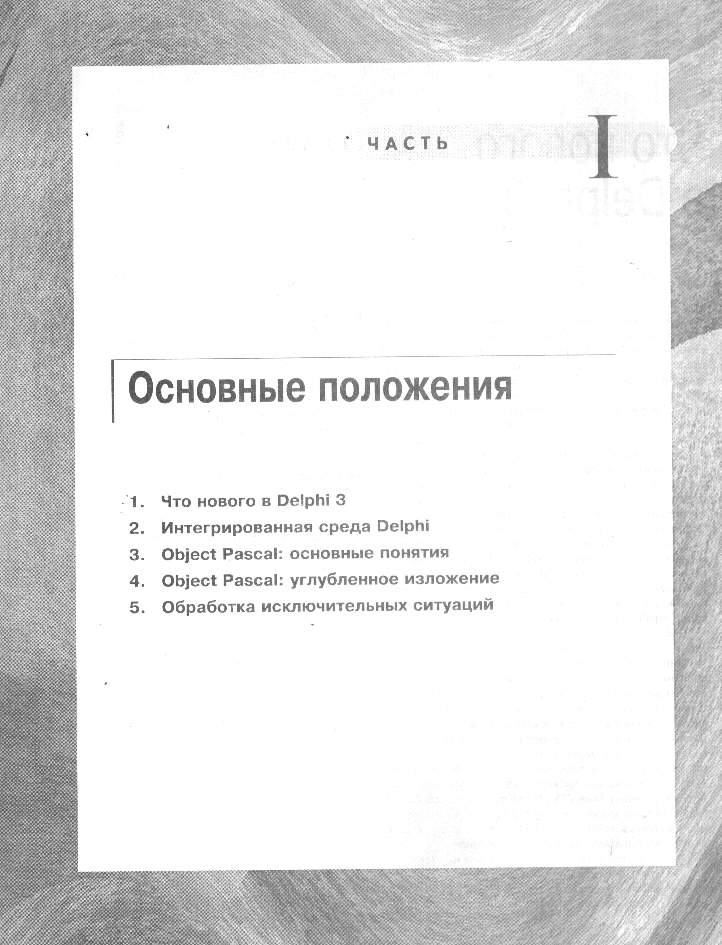 ЧАСТЬ I
Основные положения
1. Что нового в Delphi 3
2. Интегрированная среда Delphi
3. Object Pascal: основные понятия
4. Object Pascal: углубленное изложение
5. Обработка исключительных ситуаций